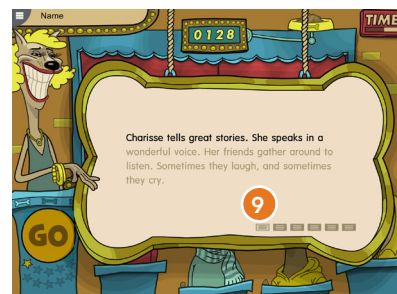 Name
0128
TIME
Charisse tells great stories. She speaks in a
wonderful voice. Her friends gather around to
listen. Sometimes they laugh, and sometimes
they cry.
9
GO